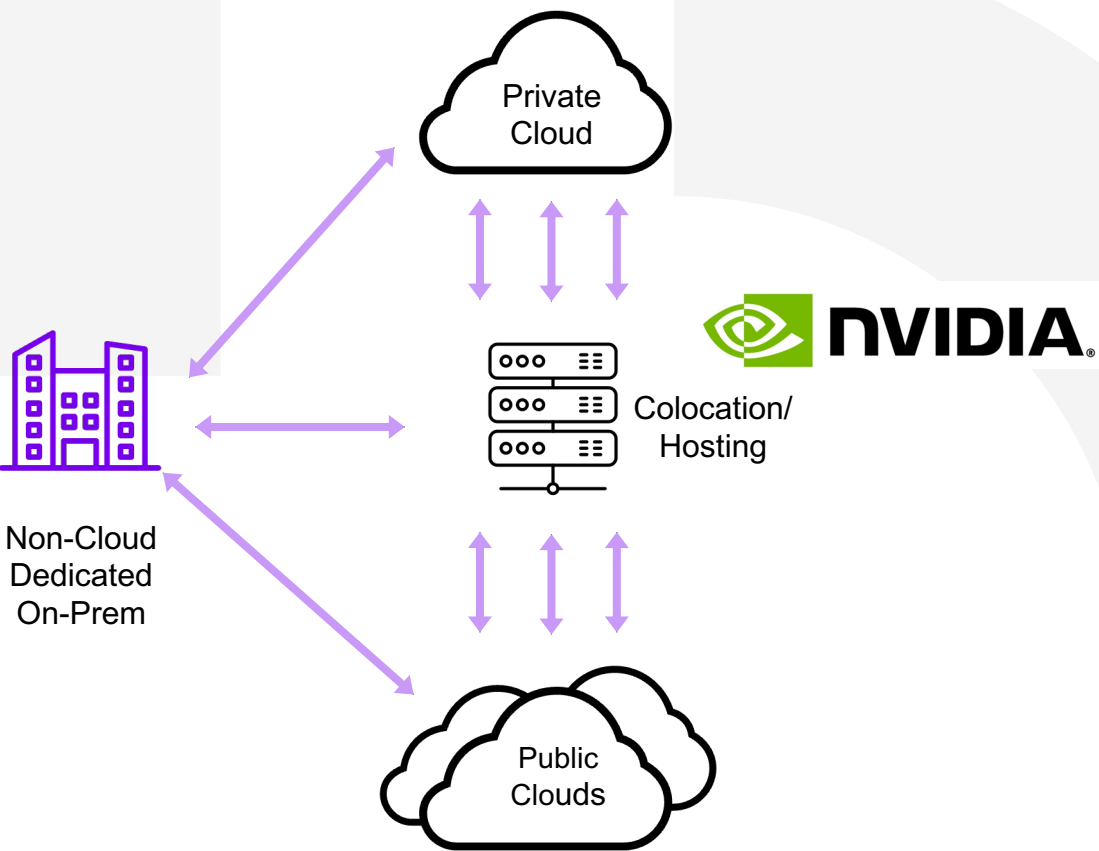 Private
Cloud
NVIDIA®
Colocation/
Hosting
Non-Cloud
Dedicated
On-Prem
Public
Clouds